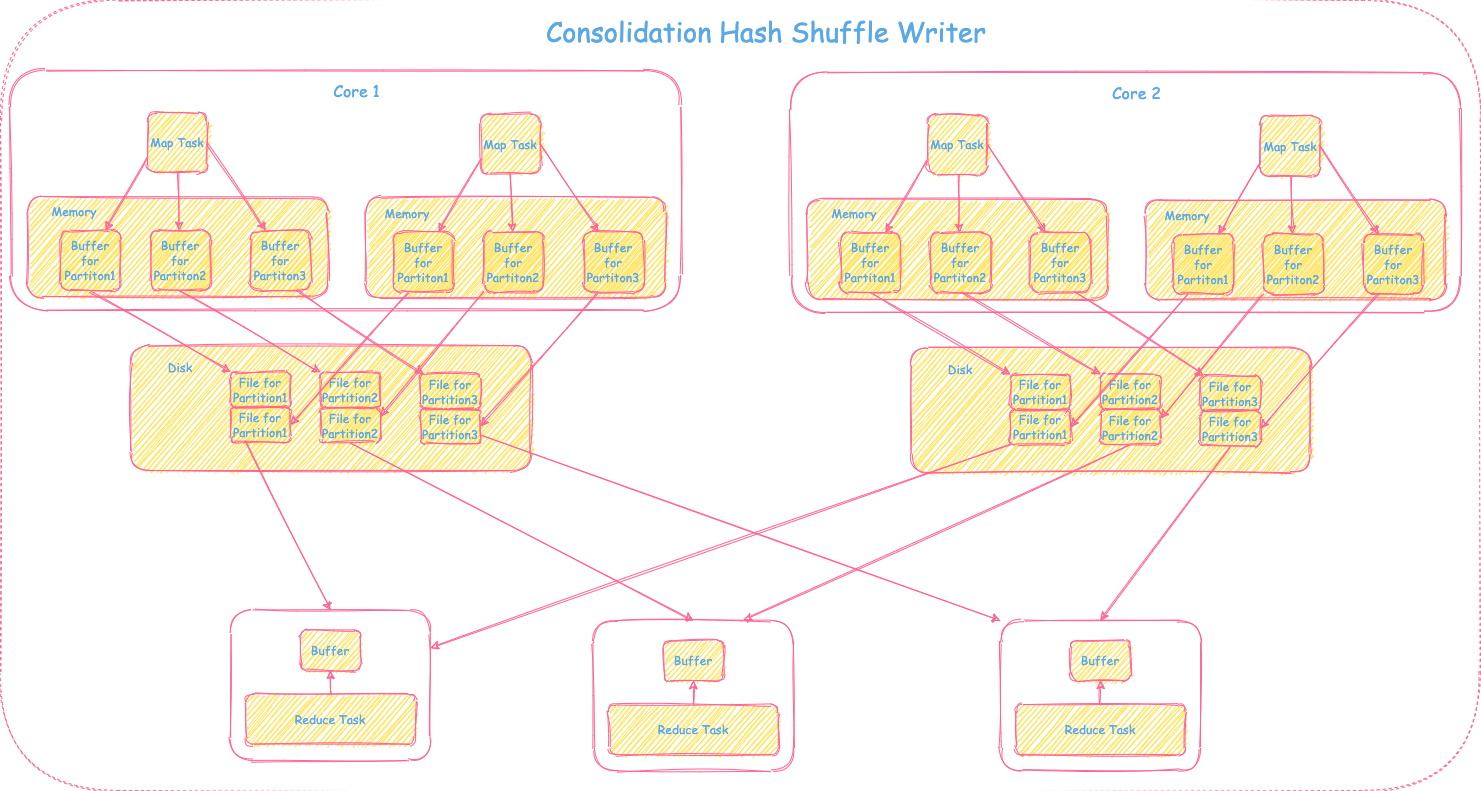 Consolidation Hash Shuffle Writer
Core 1
Core 2
Map Task
Map Task
Map Task
Map Task
Memory
Memory
Memory
Memory
Buffer
for
Partiton1
Buffer
for
Partiton2
Buffer
for
Partiton3
Buffer
for
Partiton1
Buffer
for
Partiton2
Buffer
for
Partiton3
Buffer
for
Partiton1
Buffer
for
Partiton2
Buffer
for
Partiton3
Buffer
for
Partiton1
Buffer
for
Partiton2
Buffer
for
Partiton3
Disk
File for
Partition1
File for
Partition2
File for
Partition3
File for
Partition1
File for
Partition2
File for
Partition3
Disk
File for
Partition1
File for
Partition2
File for
Partition3
File for
Partition1
File for
Partition2
File for
Partition3
Buffer
Reduce Task
Buffer
Reduce Task
Buffer
Reduce Task